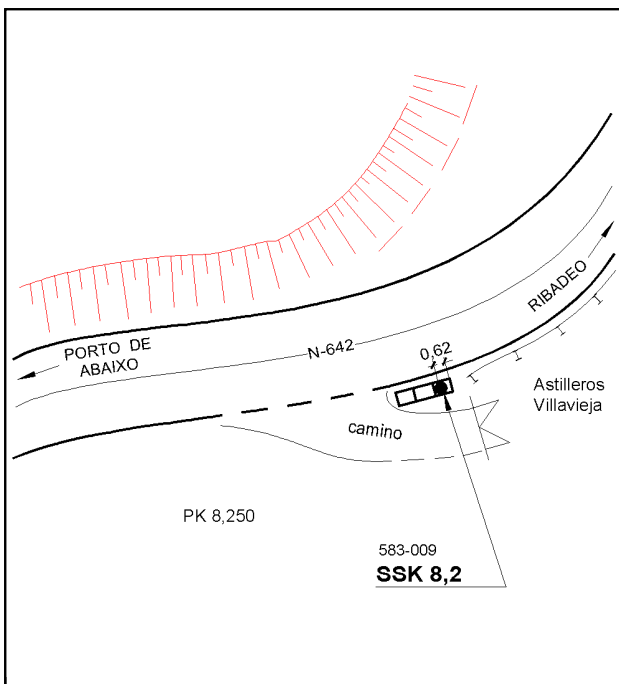 RIBADEO
PORTO DE
ABAIXO
N-642
0,62
Astilleros
Villavieja
camino
PK 8,250
583-009
SSK 8,2